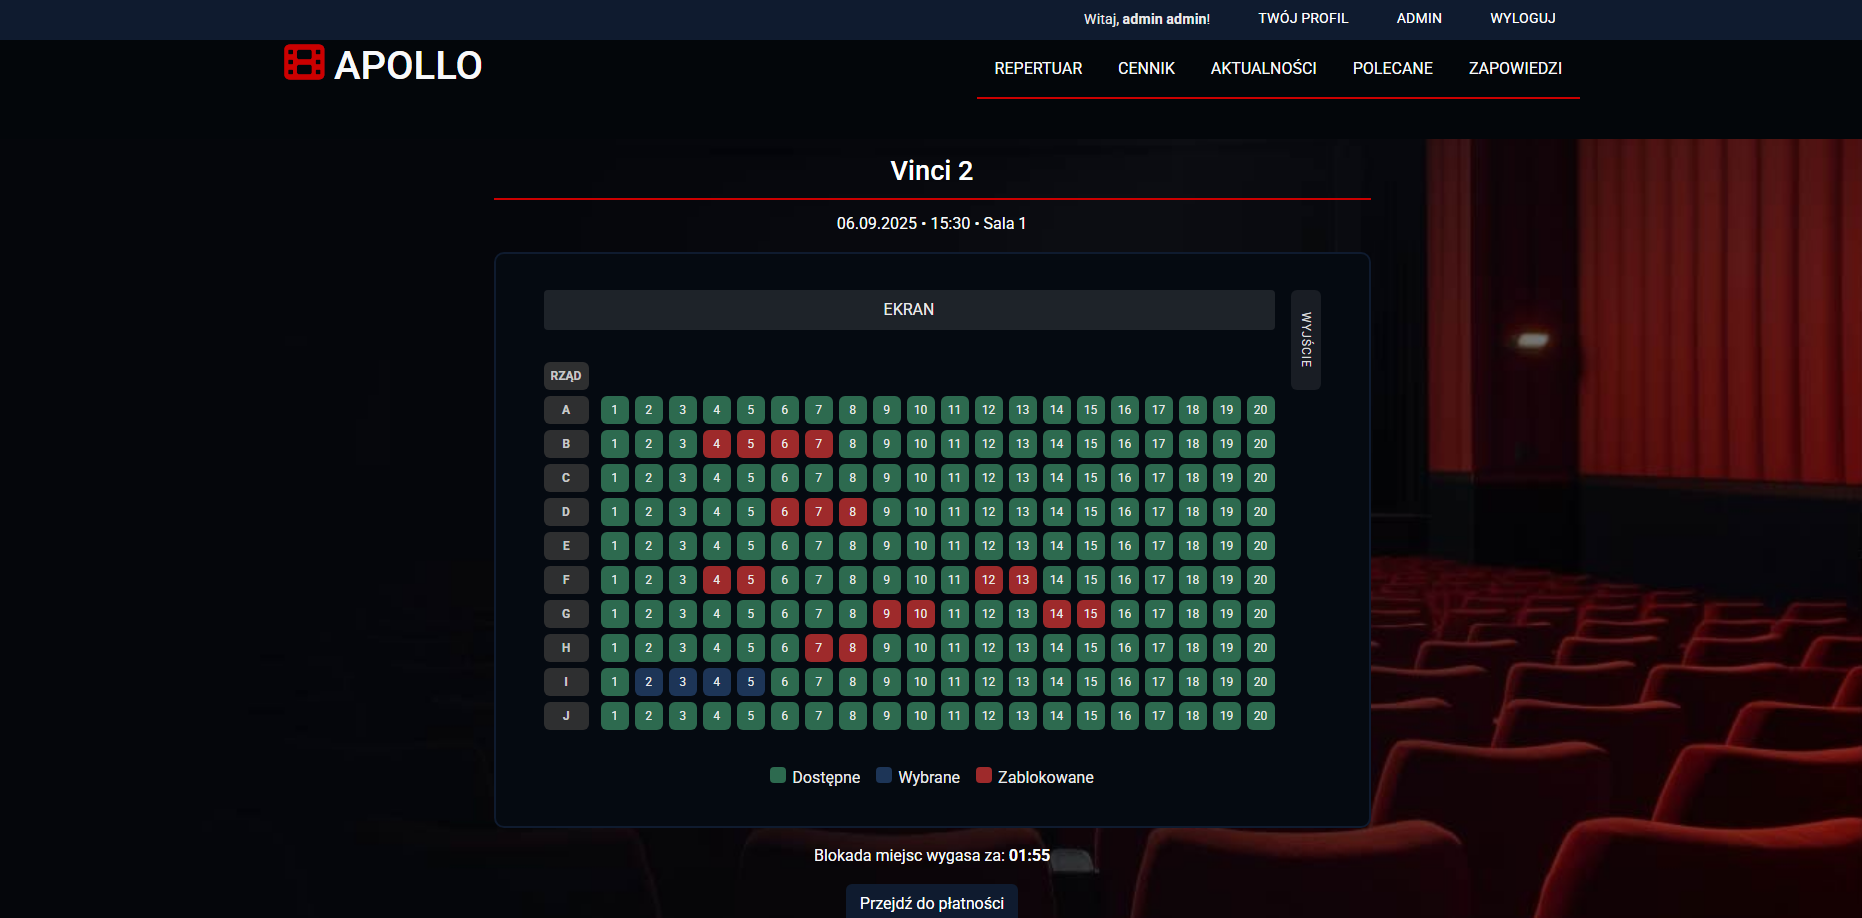 Witaj, admin admin! TWÓJ PROFIL ADMIN WYLOGUJ
APOLLO REPERTUAR CENNIK AKTUALNOŚCI POLECANE ZAPOWIEDZI
Vinci 2
06.09.2025 • 15:30 • Sala 1
EKRAN
WYJŚCIE
RZĄD
A 1 2 3 4 5 6 7 8 9 10 11 12 13 14 15 16 17 18 19 20
B 1 2 3 4 5 6 7 8 9 10 11 12 13 14 15 16 17 18 19 20
C 1 2 3 4 5 6 7 8 9 10 11 12 13 14 15 16 17 18 19 20
D 1 2 3 4 5 6 7 8 9 10 11 12 13 14 15 16 17 18 19 20
E 1 2 3 4 5 6 7 8 9 10 11 12 13 14 15 16 17 18 19 20
F 1 2 3 4 5 6 7 8 9 10 11 12 13 14 15 16 17 18 19 20
G 1 2 3 4 5 6 7 8 9 10 11 12 13 14 15 16 17 18 19 20
H 1 2 3 4 5 6 7 8 9 10 11 12 13 14 15 16 17 18 19 20
I 1 2 3 4 5 6 7 8 9 10 11 12 13 14 15 16 17 18 19 20
J 1 2 3 4 5 6 7 8 9 10 11 12 13 14 15 16 17 18 19 20
Dostępne Wybrane Zablokowane
Blokada miejsc wygasa za: 01:55
Przejdź do płatności